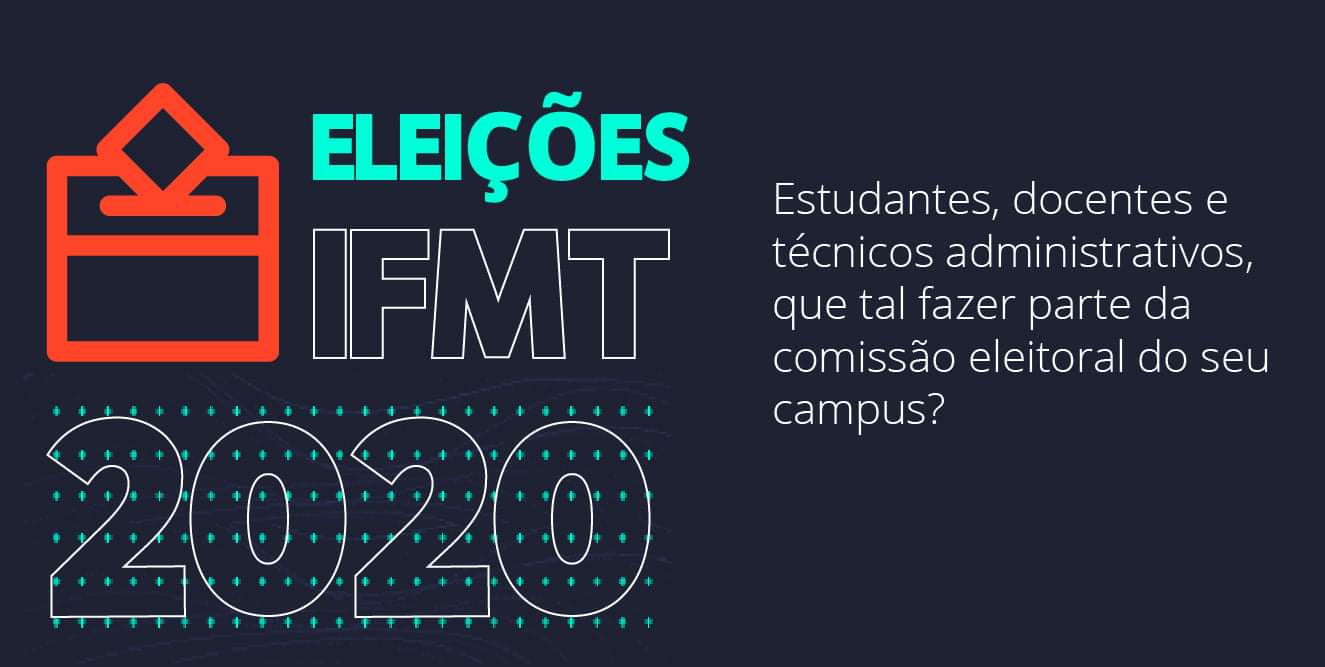 ELEIÇÕES
IFMT
2020
Estudantes, docentes e
técnicos administrativos,
que tal fazer parte da
comissão eleitoral do seu
campus?